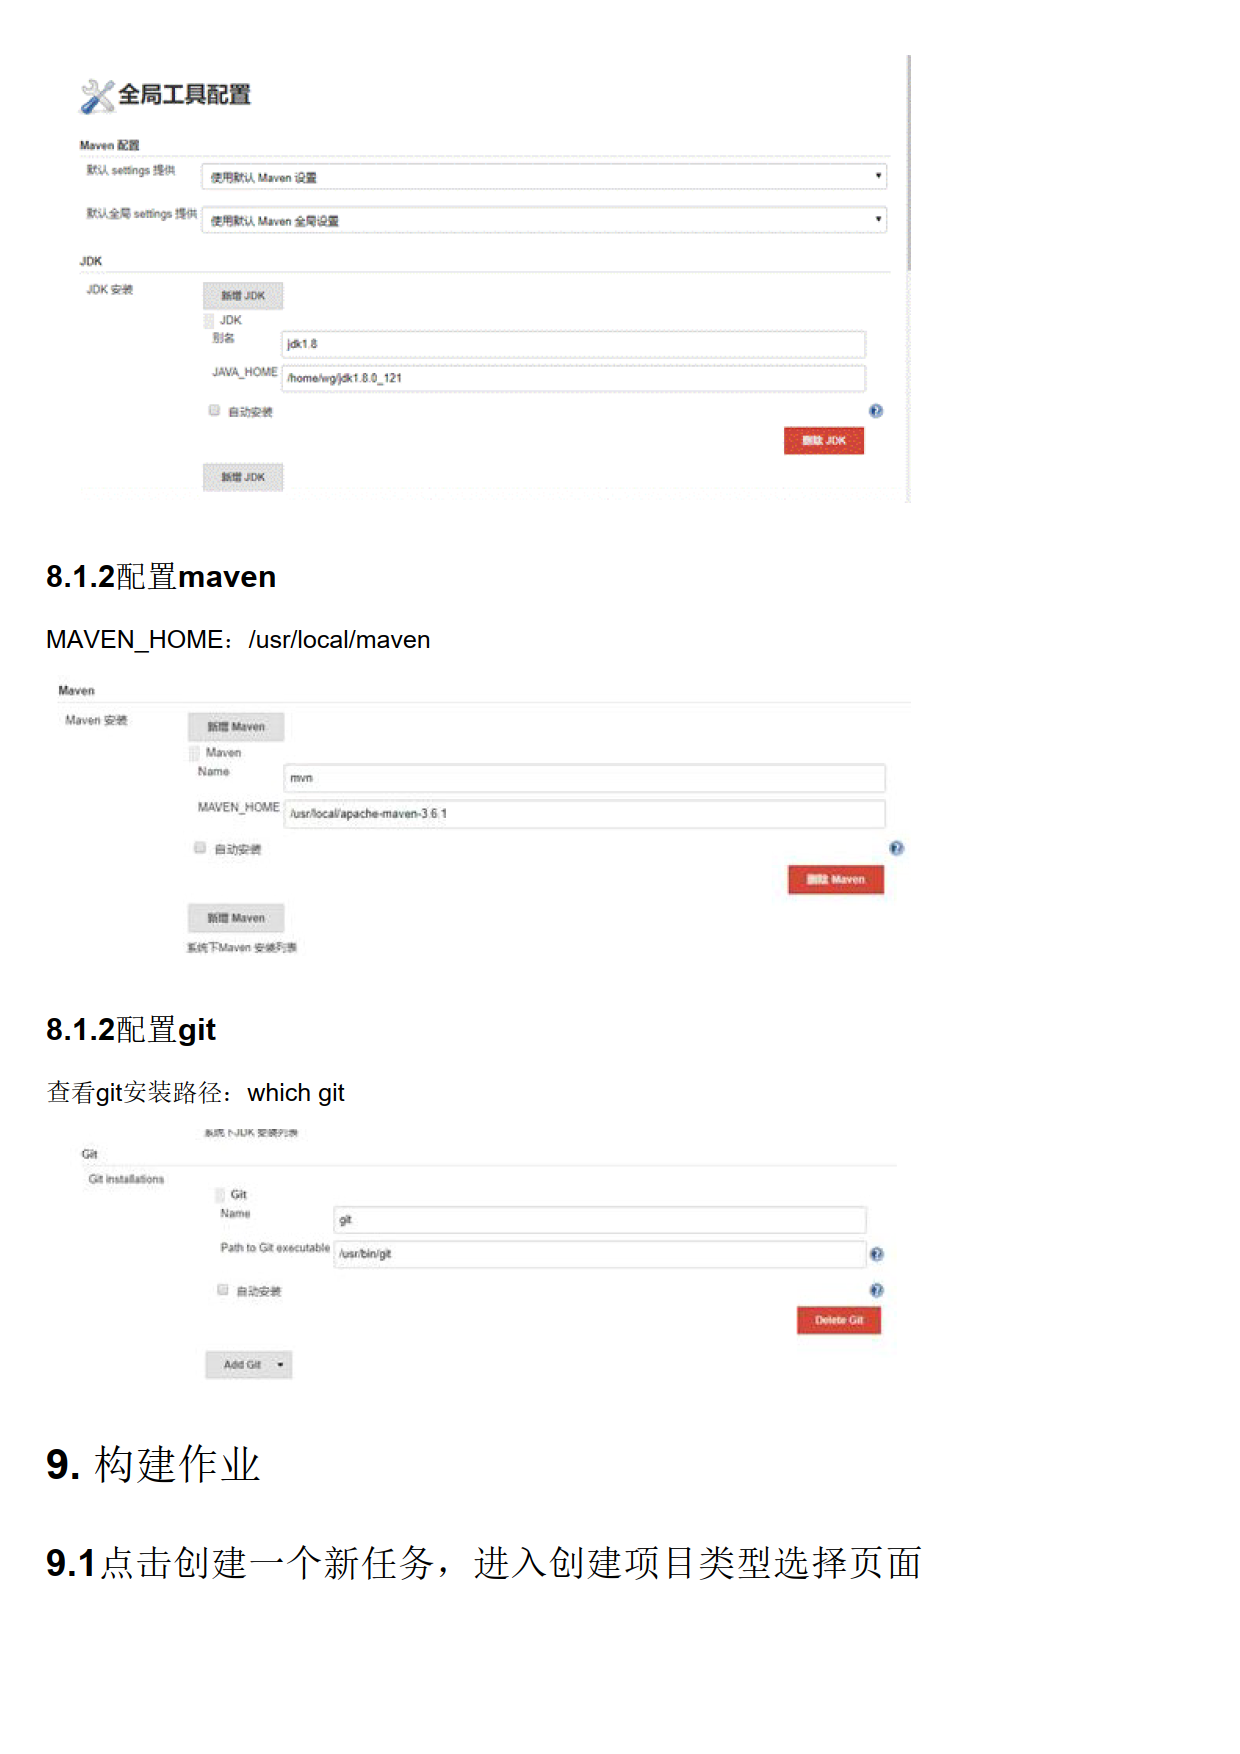 全局工具配置
Maven 配置
默认 settings 提供
使用默认 Maven 设置
默认全局 settings 提供
使用默认 Maven 全局设置
JDK
JDK 安装
新增 JDK
JDK
别名
jdk1.8
JAVA_HOME
/home/wg/jdk1.8.0_121
自动安装
删除 JDK
新增 JDK
8.1.2配置maven
MAVEN_HOME：/usr/local/maven
Maven
Maven 安装
新增 Maven
Maven
Name
mvn
MAVEN_HOME
/usr/local/apache-maven-3.6.1
自动安装
删除 Maven
新增 Maven
系统下Maven 安装列表
8.1.2配置git
查看git安装路径：which git
系统下JDK 安装列表
Git
Git installations
Git
Name
git
Path to Git executable
/usr/bin/git
自动安装
Delete Git
Add Git
9. 构建作业
9.1点击创建一个新任务，进入创建项目类型选择页面